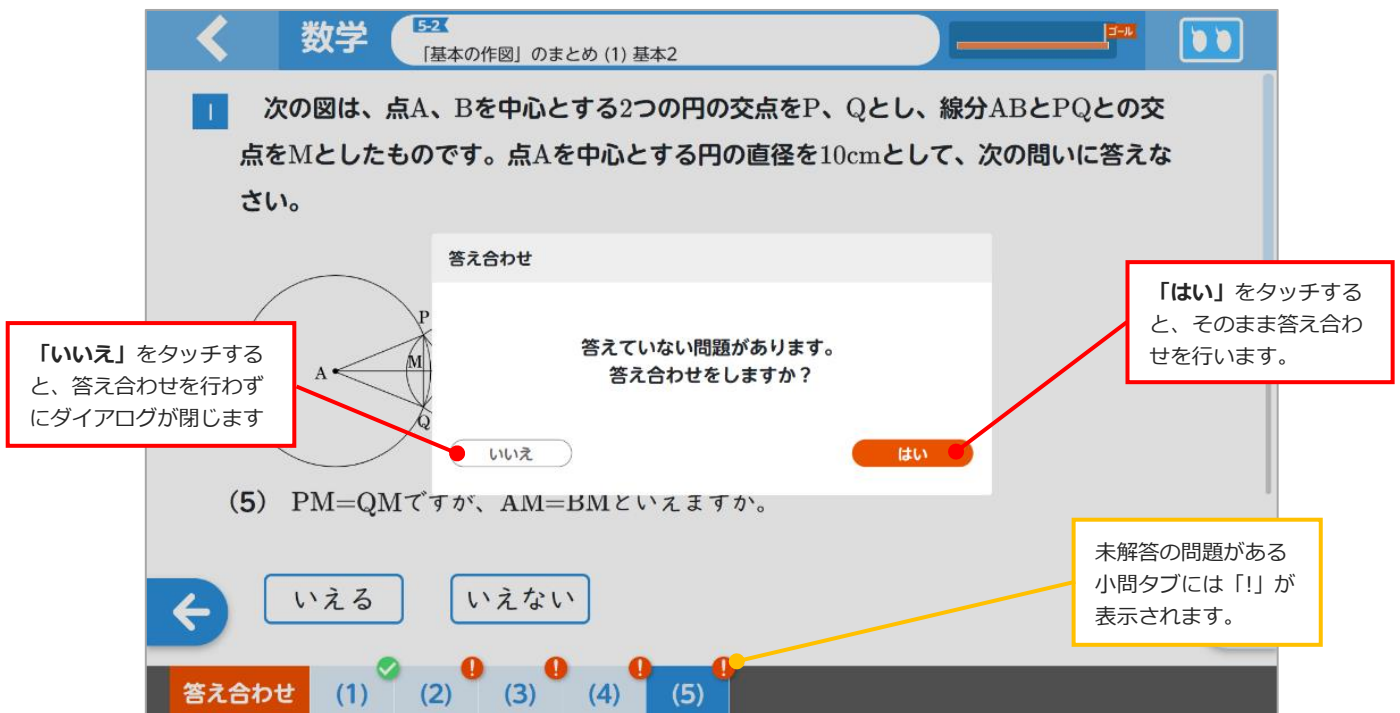 数学
5-2
「基本の作図」のまとめ (1) 基本2
ゴール
1 次の図は、点A、Bを中心とする2つの円の交点をP、Qとし、線分ABとPQとの交
点をMとしたものです。点Aを中心とする円の直径を10cmとして、次の問いに答えな
さい。
答え合わせ
答えていない問題があります。
答え合わせをしますか？
いいえ
はい
「いいえ」をタッチする
と、答え合わせを行わず
にダイアログが閉じます
「はい」をタッチする
と、そのまま答え合わ
せを行います。
P
A
M
Q
(5) PM=QMですが、AM=BMといえますか。
いえる
いえない
未解答の問題がある
小問タブには「!」が
表示されます。
答え合わせ
(1)
(2)
!
(3)
!
(4)
!
(5)
!